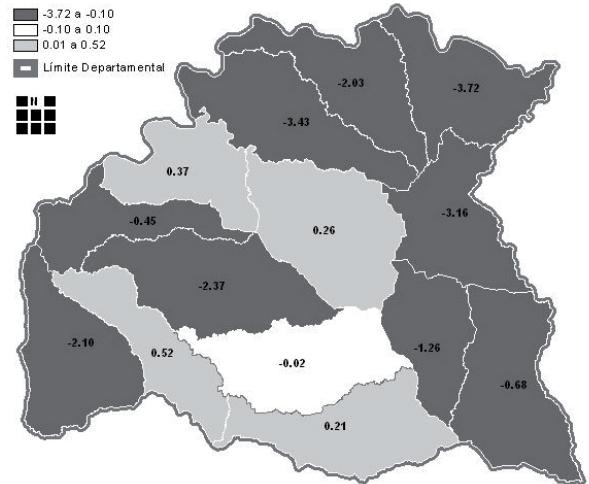 -3.72 a -0.10
-0.10 a 0.10
0.01 a 0.52
Límite Departamental
N
-2.03
-3.72
-3.43
0.37
-3.16
-0.45
0.26
-2.37
-2.10
0.52
-0.02
-1.26
-0.68
0.21